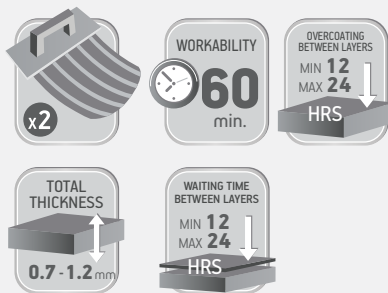 x2
WORKABILITY
60
min.
OVERCOATING
BETWEEN LAYERS
MIN 12
MAX 24
HRS
TOTAL
THICKNESS
0.7 - 1.2 mm
WAITING TIME
BETWEEN LAYERS
MIN 12
MAX 24
HRS